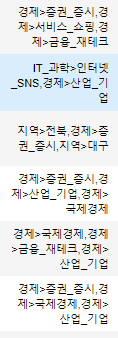 경제>증권_증시,경
제>서비스_쇼핑,경
제>금융_재테크
IT_과학>인터넷
_SNS,경제>산업_기
업
지역>전북,경제>증
권_증시,지역>대구
경제>증권_증시,경
제>산업_기업,경제>
국제경제
경제>국제경제,경제
>금융_재테크,경제>
산업_기업
경제>증권_증시,경
제>국제경제,경제>
산업_기업